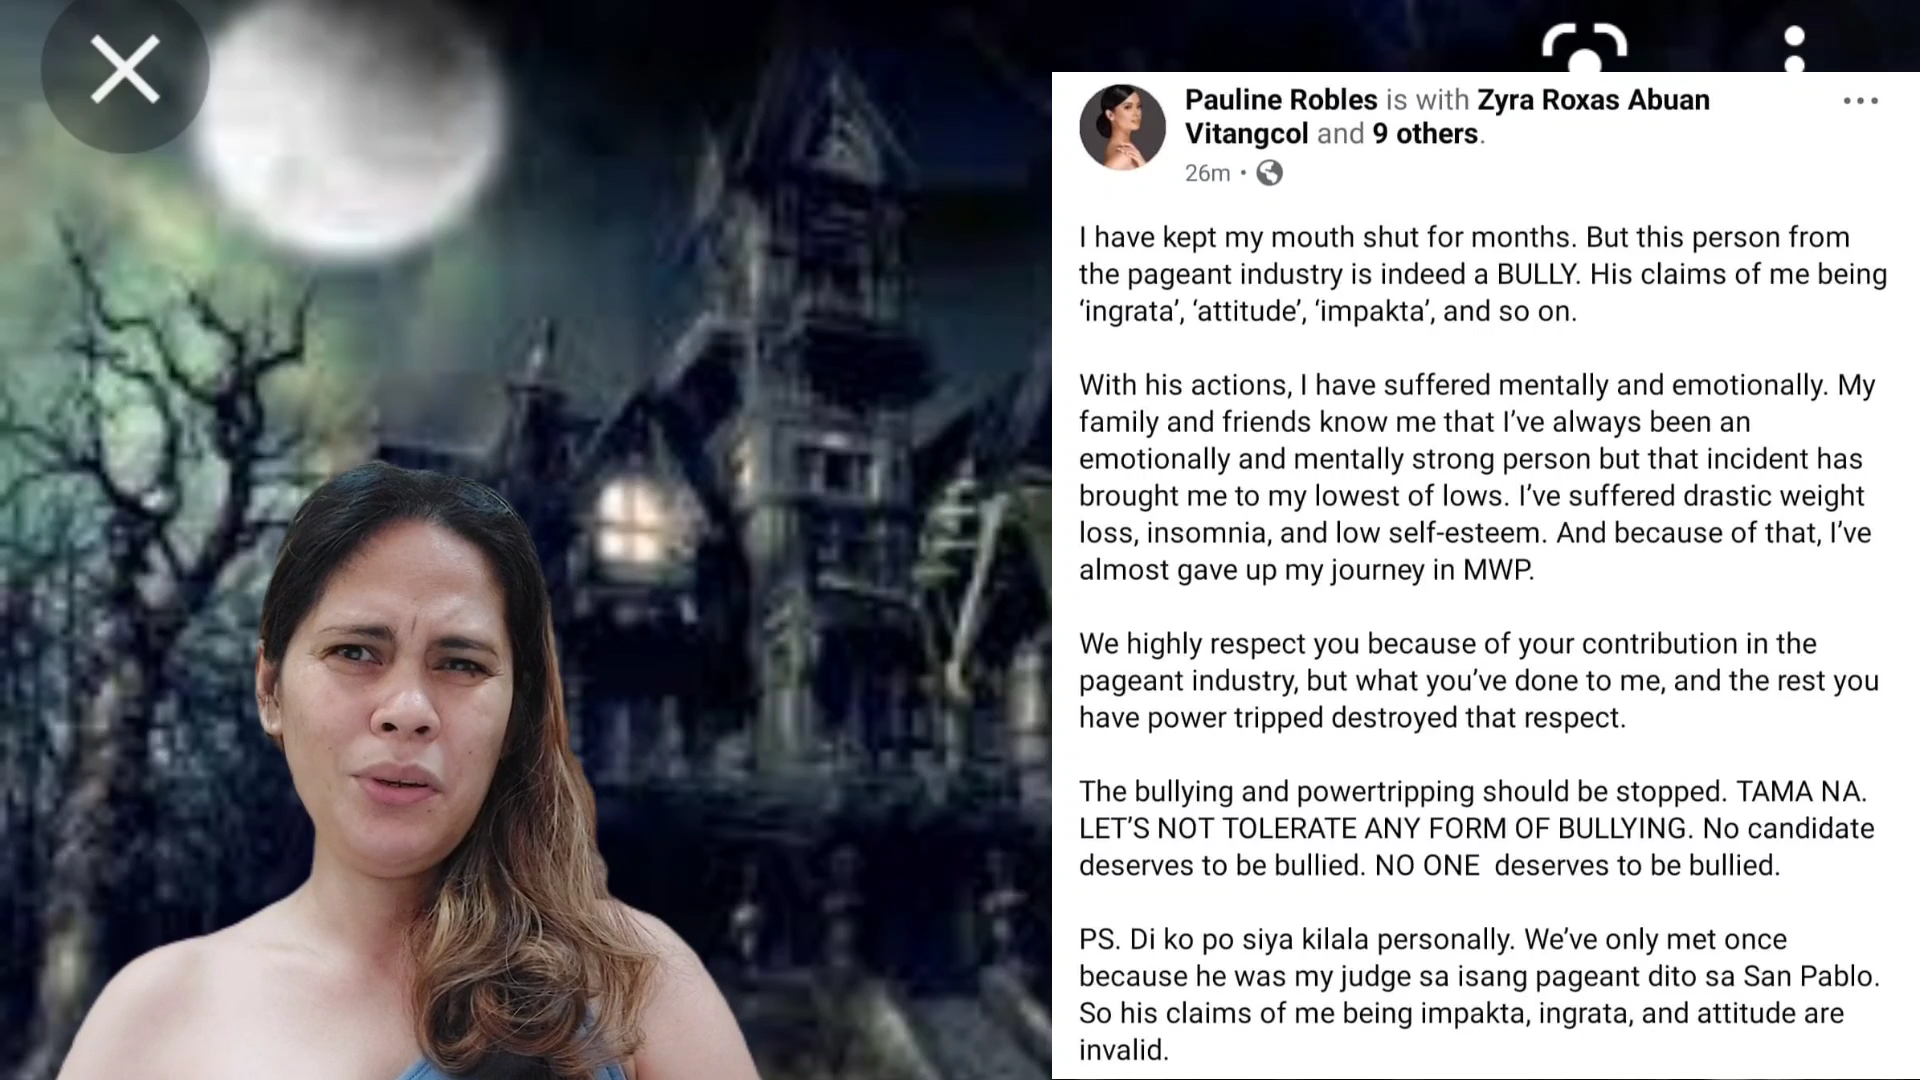 Pauline Robles is with Zyra Roxas Abuan
Vitangcol and 9 others.
26m •
I have kept my mouth shut for months. But this person from
the pageant industry is indeed a BULLY. His claims of me being
‘ingrata’, ‘attitude’, ‘impakta’, and so on.
With his actions, I have suffered mentally and emotionally. My
family and friends know me that I’ve always been an
emotionally and mentally strong person but that incident has
brought me to my lowest of lows. I’ve suffered drastic weight
loss, insomnia, and low self-esteem. And because of that, I’ve
almost gave up my journey in MWP.
We highly respect you because of your contribution in the
pageant industry, but what you’ve done to me, and the rest you
have power tripped destroyed that respect.
The bullying and powertripping should be stopped. TAMA NA.
LET’S NOT TOLERATE ANY FORM OF BULLYING. No candidate
deserves to be bullied. NO ONE  deserves to be bullied.
PS. Di ko po siya kilala personally. We’ve only met once
because he was my judge sa isang pageant dito sa San Pablo.
So his claims of me being impakta, ingrata, and attitude are
invalid.